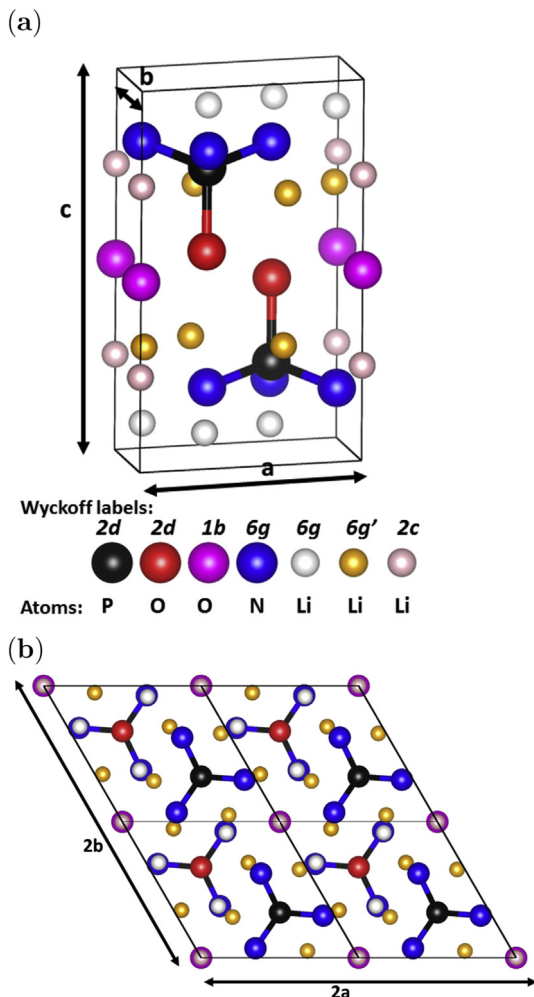 (a)
b
c
a
Wyckoff labels:
2d 2d 1b 6g 6g 6g' 2c
Atoms: P O O N Li Li Li
(b)
2b
2a